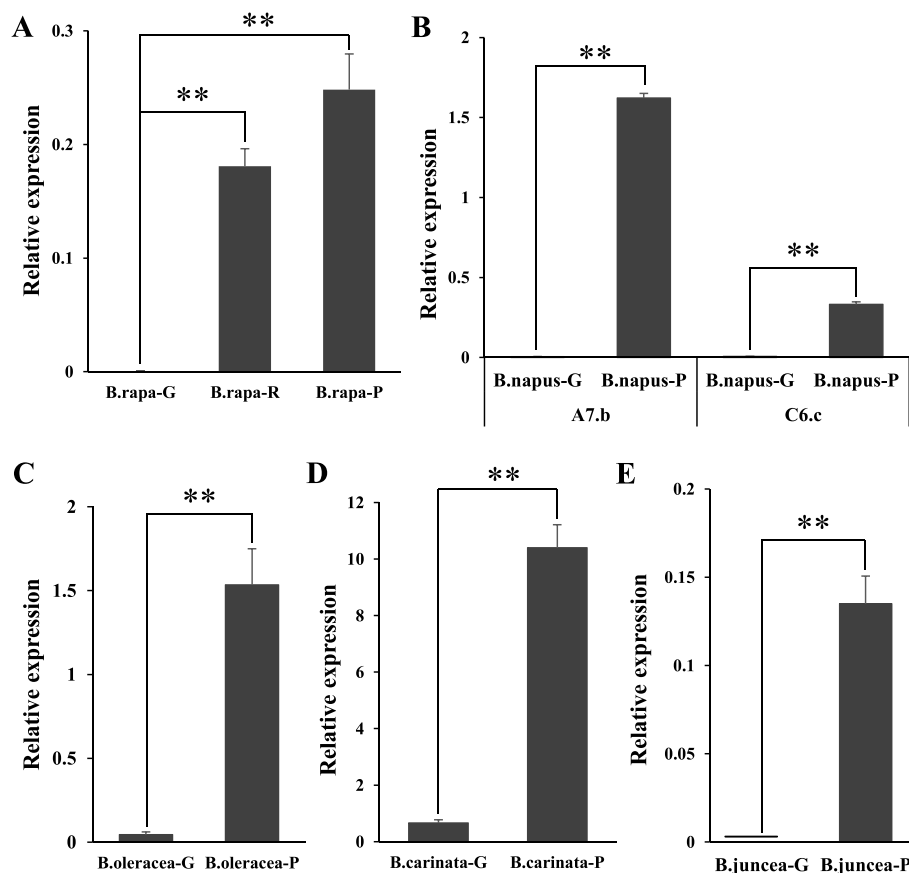 A
Relative expression
0.3
0.2
0.1
0
**
**
B.rapa-G B.rapa-R B.rapa-P
B
Relative expression
2
1.5
1
0.5
0
**
**
B.napus-G B.napus-P B.napus-G B.napus-P
A7.b C6.c
C
Relative expression
2
1.5
1
0.5
0
**
B.oleracea-G B.oleracea-P
D
Relative expression
12
10
8
6
4
2
0
**
B.carinata-G B.carinata-P
E
Relative expression
0.2
0.15
0.1
0.05
0
**
B.juncea-G B.juncea-P